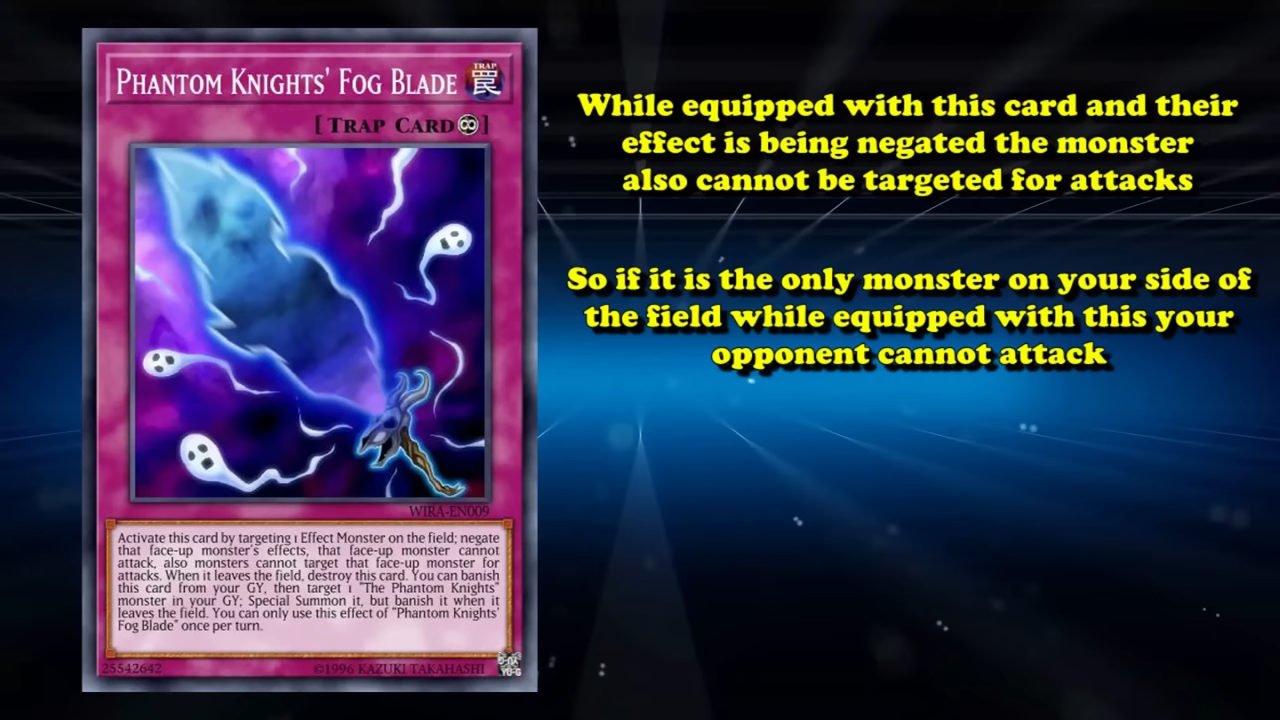 PHANTOM KNIGHTS' FOG BLADE
TRAP
罠
[TRAP CARD]
WIRA-EN009
Activate this card by targeting 1 Effect Monster on the field; negate
that face-up monster's effects, that face-up monster cannot
attack, also monsters cannot target that face-up monster for
attacks. When it leaves the field, destroy this card. You can banish
this card from your GY, then target 1 "The Phantom Knights"
monster in your GY; Special Summon it, but banish it when it
leaves the field. You can only use this effect of "Phantom Knights'
Fog Blade" once per turn.
25542642
©1996 KAZUKI TAKAHASHI
While equipped with this card and their
effect is being negated the monster
also cannot be targeted for attacks
So if it is the only monster on your side of
the field while equipped with this your
opponent cannot attack